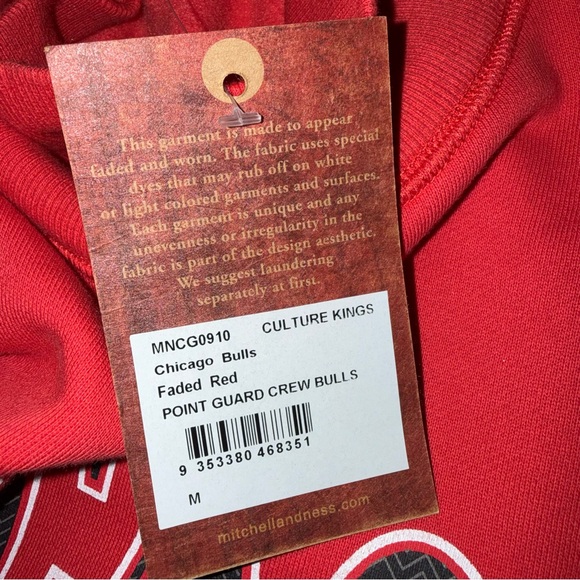 This garment is made to appear
faded and worn. The fabric uses special
dyes that may rub off on white
or light colored garments and surfaces.
Each garment is unique and any
unevenness or irregularity in the
fabric is part of the design aesthetic.
We suggest laundering
separately at first.
MNCG0910 CULTURE KINGS
Chicago Bulls
Faded Red
POINT GUARD CREW BULLS
9 353380 468351
M
mitchellandness.com